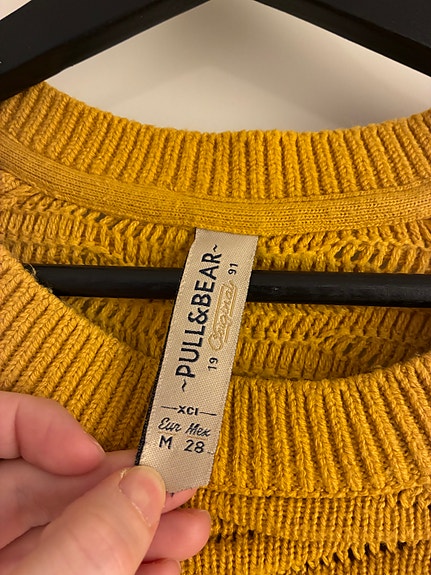 ~PULL&BEAR~
19 Original 91
XCI
Eur Mex
M 28